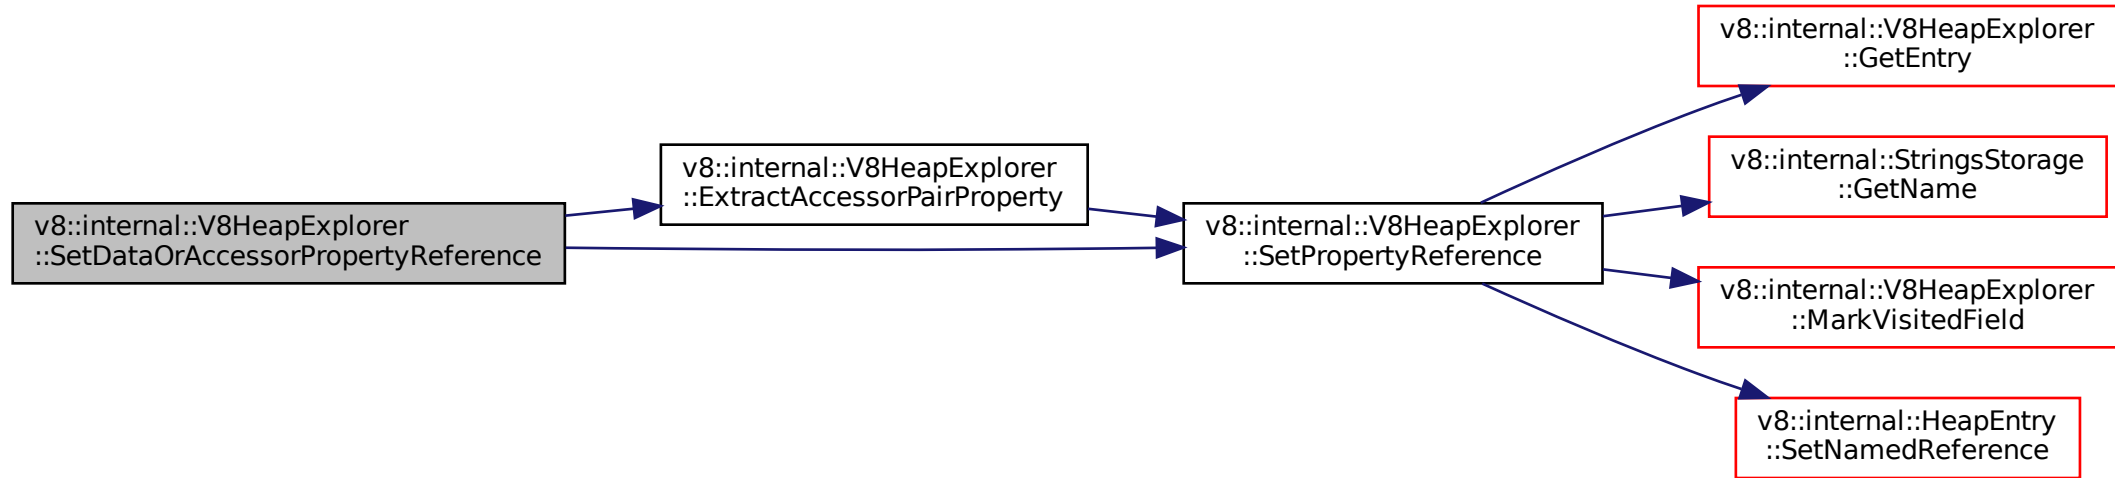 v8::internal::V8HeapExplorer
::SetDataOrAccessorPropertyReference
v8::internal::V8HeapExplorer
::ExtractAccessorPairProperty
v8::internal::V8HeapExplorer
::SetPropertyReference
v8::internal::V8HeapExplorer
::GetEntry
v8::internal::StringsStorage
::GetName
v8::internal::V8HeapExplorer
::MarkVisitedField
v8::internal::HeapEntry
::SetNamedReference